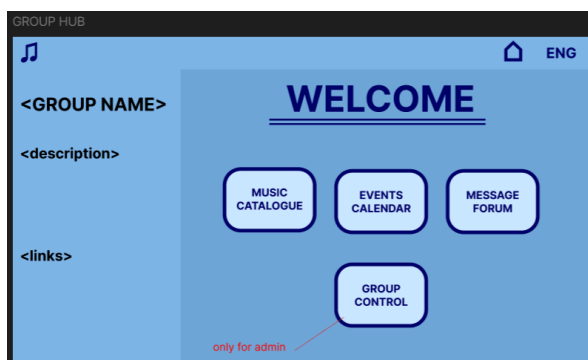 GROUP HUB
ENG
<GROUP NAME>
<description>
<links>
WELCOME
MUSIC
CATALOGUE
EVENTS
CALENDAR
MESSAGE
FORUM
GROUP
CONTROL
only for admin